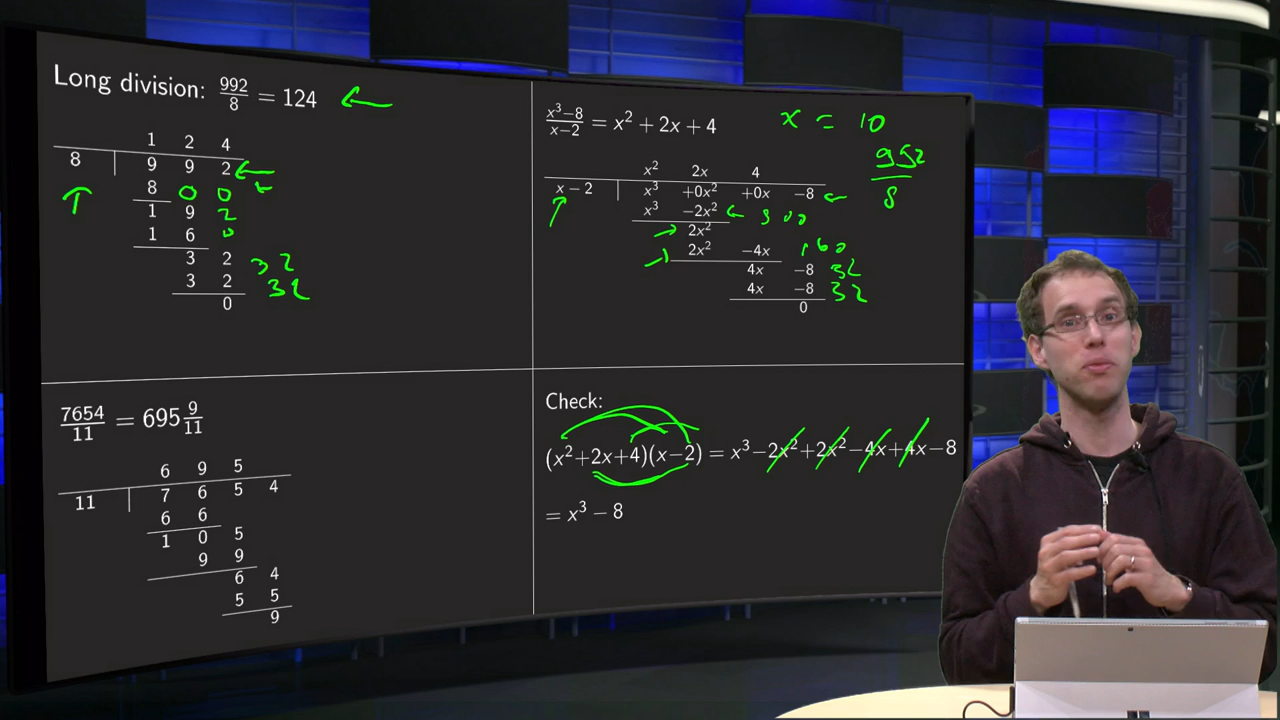 Long division: 992/8 = 124 ←
1 2 4
8 | 9 9 2 ←
8 0 0 ←
1 9 2
1 6 0
3 2 32
3 2 32
0
x³−8/x−2 = x² + 2x + 4
x = 10
992/8
x² 2x 4
x − 2 | x³ +0x² +0x −8 ←
x³ −2x² ←
→ 2x²
→ 2x² −4x 160
4x −8 32
4x −8 32
0
7654/11 = 695 9/11
6 9 5
11 | 7 6 5 4
6 6
1 0 5
9 9
6 4
5 5
9
Check:
(x²+2x+4)(x−2) = x³−2x²+2x²−4x+4x−8
= x³ − 8